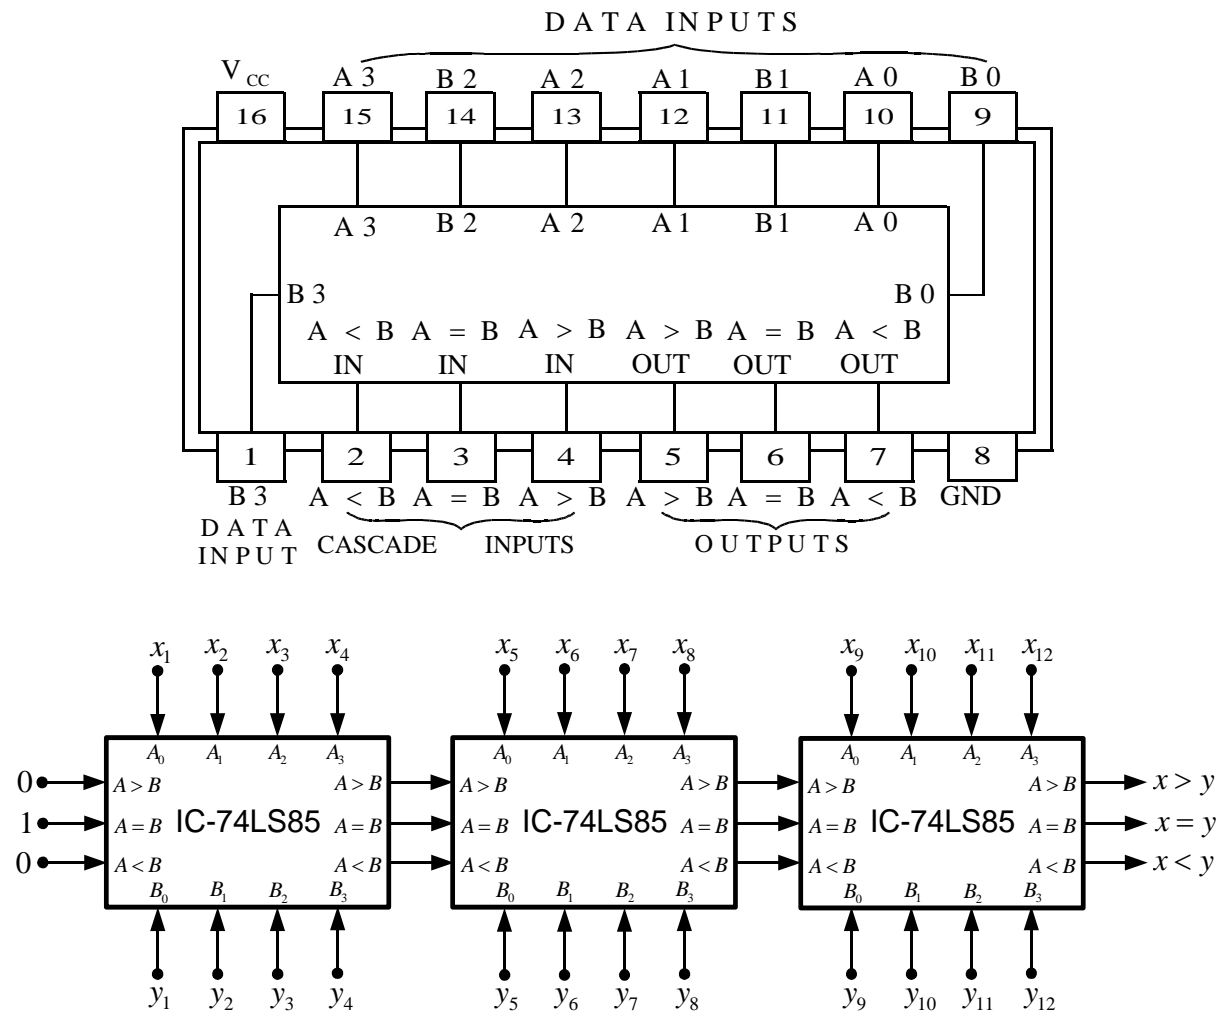 DATA INPUTS
V_CC A3 B2 A2 A1 B1 A0 B0
16 15 14 13 12 11 10 9
A3 B2 A2 A1 B1 A0
B3 B0
A < B A = B A > B A > B A = B A < B
IN IN IN OUT OUT OUT
1 2 3 4 5 6 7 8
B3 A < B A = B A > B A > B A = B A < B GND
DATA
INPUT CASCADE INPUTS OUTPUTS
x₁ x₂ x₃ x₄ x₅ x₆ x₇ x₈ x₉ x₁₀ x₁₁ x₁₂
A₀ A₁ A₂ A₃ A₀ A₁ A₂ A₃ A₀ A₁ A₂ A₃
0 A > B A > B A > B A > B A > B A > B x > y
1 A = B IC-74LS85 A = B A = B IC-74LS85 A = B A = B IC-74LS85 A = B x = y
0 A < B A < B A < B A < B A < B A < B x < y
B₀ B₁ B₂ B₃ B₀ B₁ B₂ B₃ B₀ B₁ B₂ B₃
y₁ y₂ y₃ y₄ y₅ y₆ y₇ y₈ y₉ y₁₀ y₁₁ y₁₂